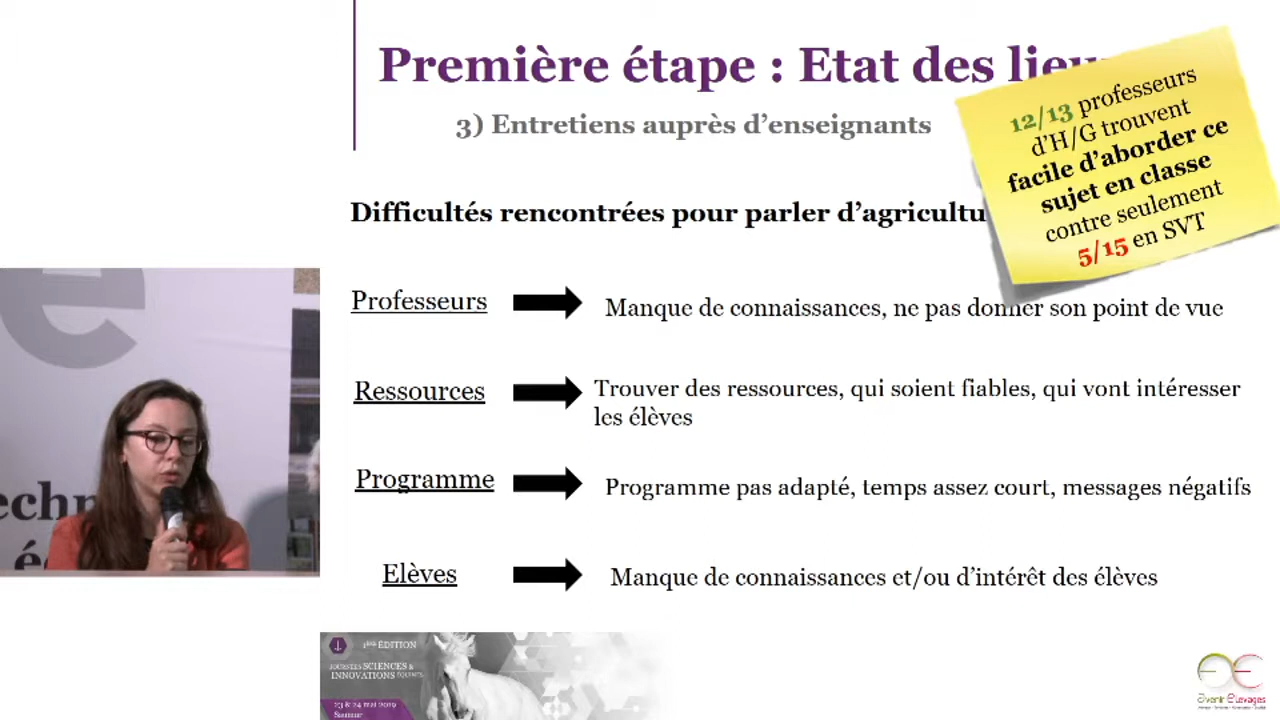 Première étape : Etat des lieu
3) Entretiens auprès d'enseignants
12/13 professeurs
d'H/G trouvent
facile d'aborder ce
sujet en classe
contre seulement
5/15 en SVT
Difficultés rencontrées pour parler d'agricultu
Professeurs
Manque de connaissances, ne pas donner son point de vue
Ressources
Trouver des ressources, qui soient fiables, qui vont intéresser
les élèves
Programme
Programme pas adapté, temps assez court, messages négatifs
Elèves
Manque de connaissances et/ou d'intérêt des élèves
e
echn
é
ÉDITION
JOURNÉES SCIENCES &
INNOVATIONS ÉQUINES
23 & 24 mai 2019
Saumur
Avenir Elevages